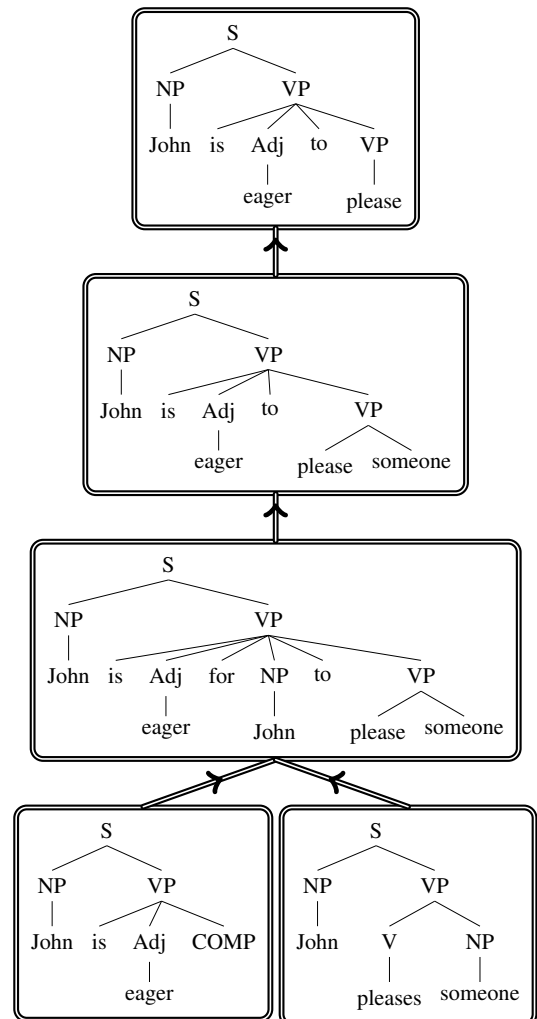 S
NP VP
John is Adj to VP
eager please
S
NP VP
John is Adj to VP
eager please someone
S
NP VP
John is Adj for NP to VP
eager John please someone
S
NP VP
John is Adj COMP
eager
S
NP VP
John V NP
pleases someone